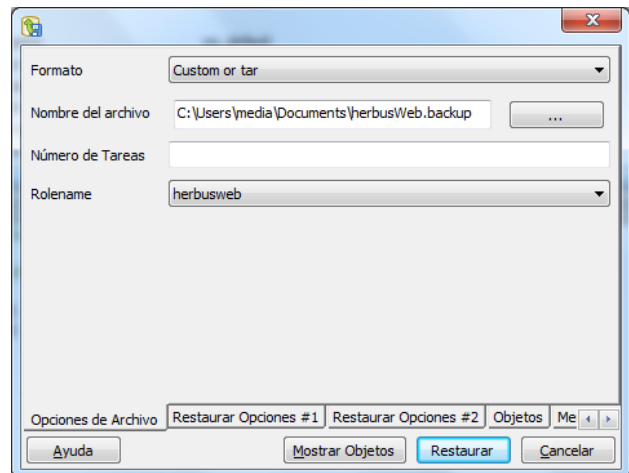 Formato Custom or tar
Nombre del archivo C:\Users\media\Documents\herbusWeb.backup ...
Número de Tareas
Rolename herbusweb
Opciones de Archivo Restaurar Opciones #1 Restaurar Opciones #2 Objetos Me
Ayuda Mostrar Objetos Restaurar Cancelar